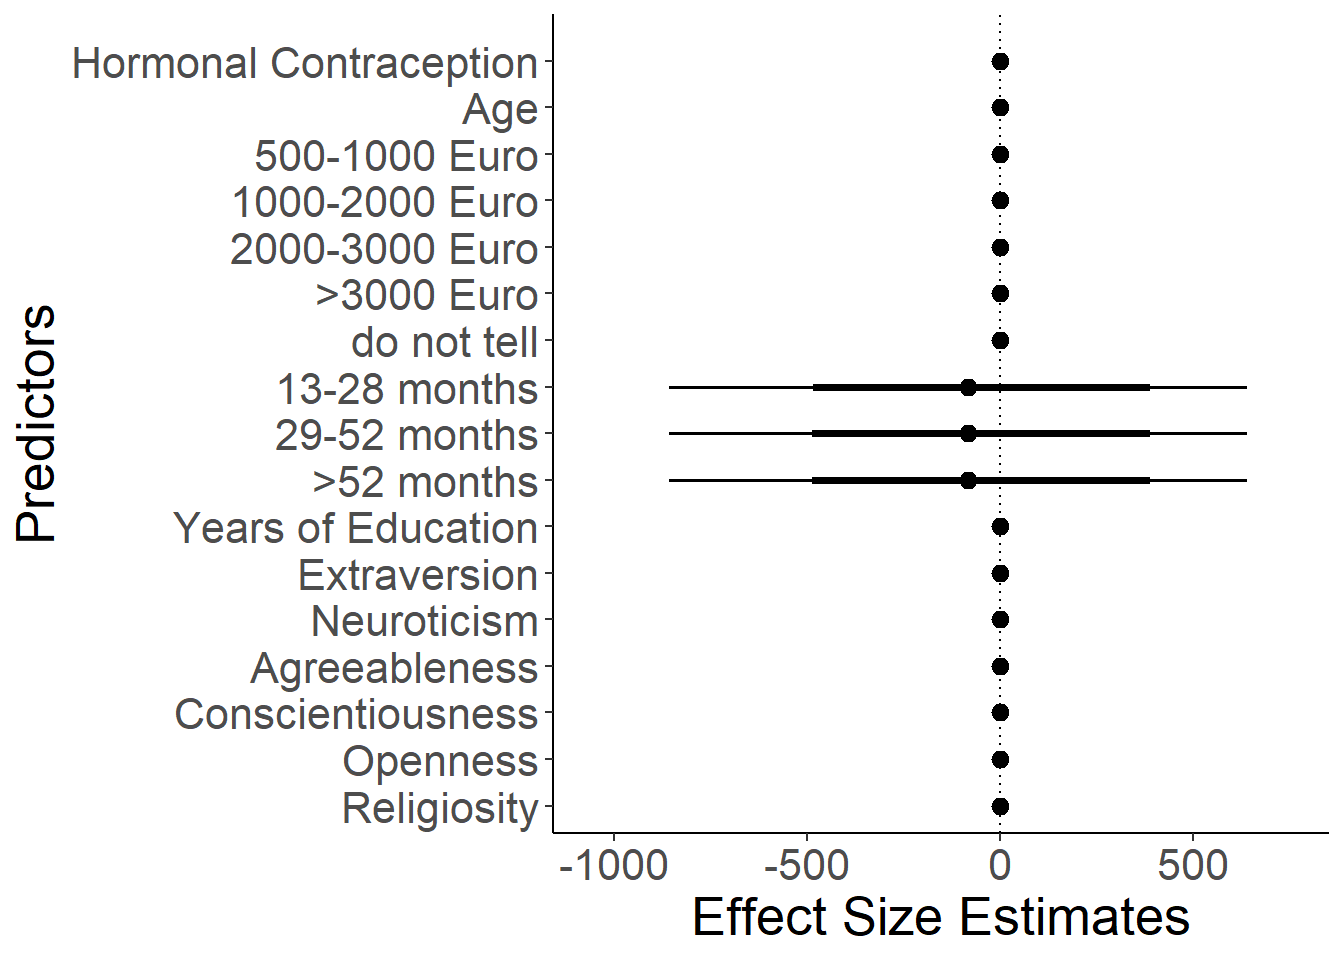 Predictors
Hormonal Contraception
Age
500-1000 Euro
1000-2000 Euro
2000-3000 Euro
>3000 Euro
do not tell
13-28 months
29-52 months
>52 months
Years of Education
Extraversion
Neuroticism
Agreeableness
Conscientiousness
Openness
Religiosity
-1000 -500 0 500
Effect Size Estimates